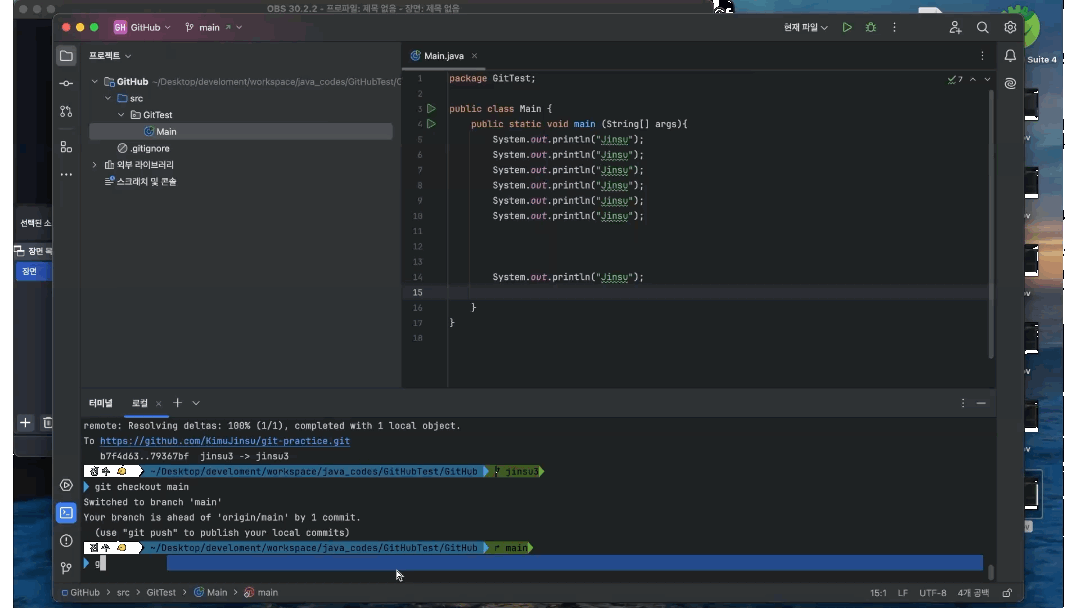 OBS 30.2.2 - 프로파일: 제목 없음 - 장면: 제목 없음
GH GitHub main 현재 파일
프로젝트
Main.java
Suite 4
GitHub ~/Desktop/develoment/workspace/java_codes/GitHubTest/G
src
GitTest
Main
.gitignore
외부 라이브러리
스크래치 및 콘솔
7
1 package GitTest;
2
3 public class Main {
4 public static void main (String[] args){
5 System.out.println("Jinsu");
6 System.out.println("Jinsu");
7 System.out.println("Jinsu");
8 System.out.println("Jinsu");
9 System.out.println("Jinsu");
10 System.out.println("Jinsu");
11
12
13
14 System.out.println("Jinsu");
15
16 }
17 }
18
선택된 소
장면 목
장면
터미널 로컬
remote: Resolving deltas: 100% (1/1), completed with 1 local object.
To https://github.com/KimuJinsu/git-practice.git
b7f4d63..79367bf jinsu3 -> jinsu3
~/Desktop/develoment/workspace/java_codes/GitHubTest/GitHub jinsu3
git checkout main
Switched to branch 'main'
Your branch is ahead of 'origin/main' by 1 commit.
(use "git push" to publish your local commits)
~/Desktop/develoment/workspace/java_codes/GitHubTest/GitHub main
g
GitHub > src > GitTest > Main > main 15:1 LF UTF-8 4개 공백